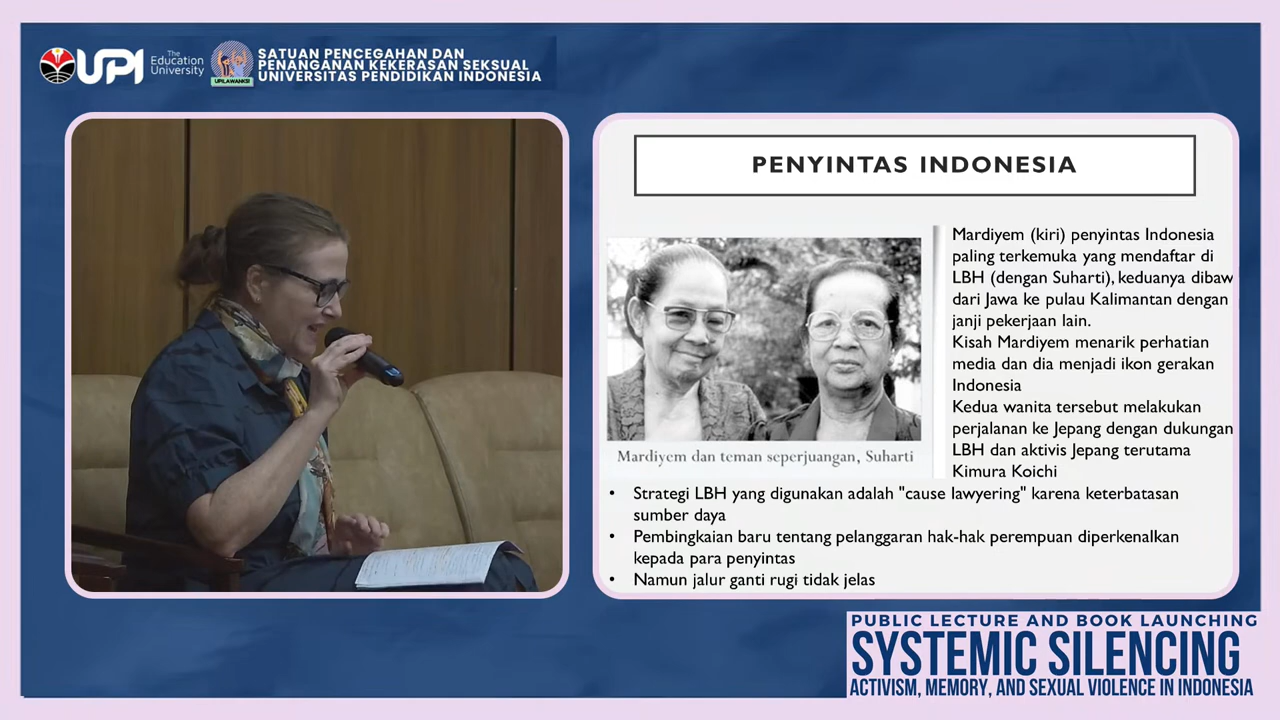 UPI
The
Education
University
UPILAWANKS!
SATUAN PENCEGAHAN DAN
PENANGANAN KEKERASAN SEKSUAL
UNIVERSITAS PENDIDIKAN INDONESIA
PENYINTAS INDONESIA
Mardiyem (kiri) penyintas Indonesia
paling terkemuka yang mendaftar di
LBH (dengan Suharti), keduanya dibaw
dari Jawa ke pulau Kalimantan dengan
janji pekerjaan lain.
Kisah Mardiyem menarik perhatian
media dan dia menjadi ikon gerakan
Indonesia
Kedua wanita tersebut melakukan
perjalanan ke Jepang dengan dukungan
LBH dan aktivis Jepang terutama
Kimura Koichi
Mardiyem dan teman seperjuangan, Suharti
• Strategi LBH yang digunakan adalah "cause lawyering" karena keterbatasan
sumber daya
• Pembingkaian baru tentang pelanggaran hak-hak perempuan diperkenalkan
kepada para penyintas
• Namun jalur ganti rugi tidak jelas
PUBLIC LECTURE AND BOOK LAUNCHING
SYSTEMIC SILENCING
ACTIVISM, MEMORY, AND SEXUAL VIOLENCE IN INDONESIA